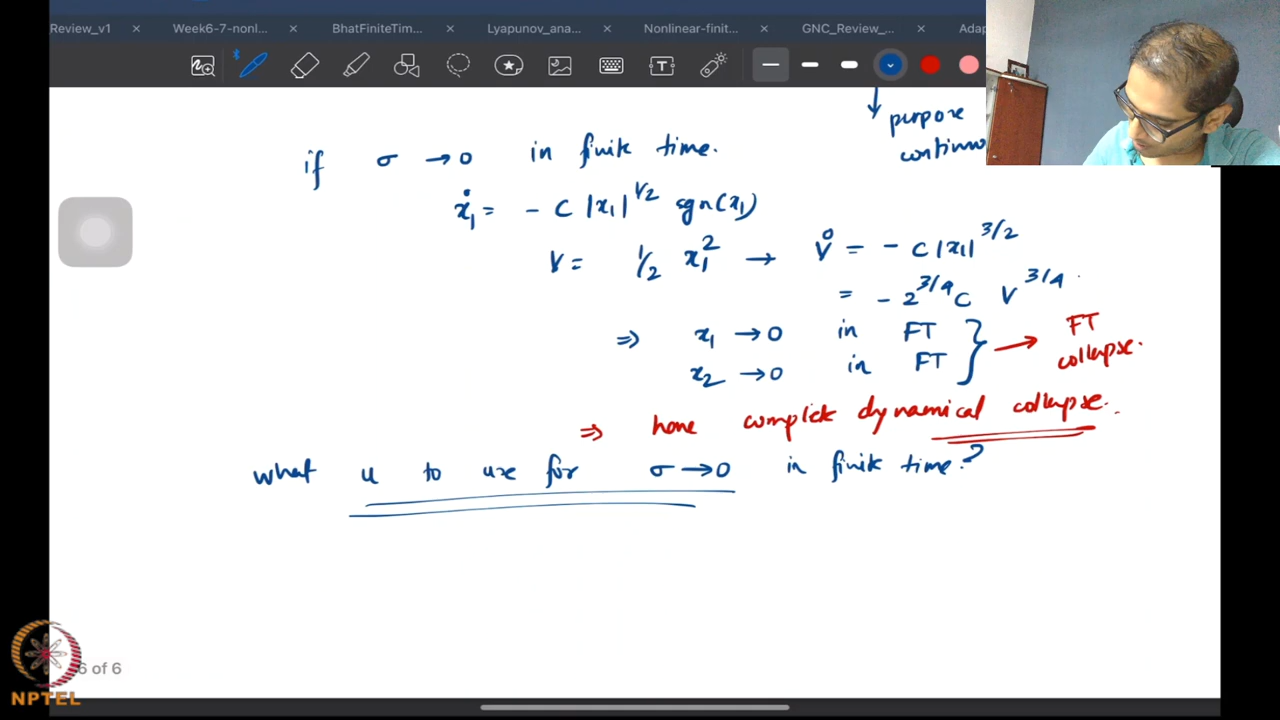 Review_v1 × Week6-7-nonl... × BhatFiniteTim... × Lyapunov_ana... × Nonlinear-finit... × GNC_Review_... × Adap
↓ purpose
continuo
if σ → 0 in finite time.
ẋ₁ = - C |x₁|^{1/2} sgn(x₁)
V = 1/2 x₁² → V̇ = - C |x₁|^{3/2}
= - 2^{3/4} C V^{3/4}.
⇒ x₁ → 0 in FT } → FT collapse.
x₂ → 0 in FT
⇒ have complete dynamical collapse.
what u to use for σ → 0 in finite time?
6 of 6
NPTEL